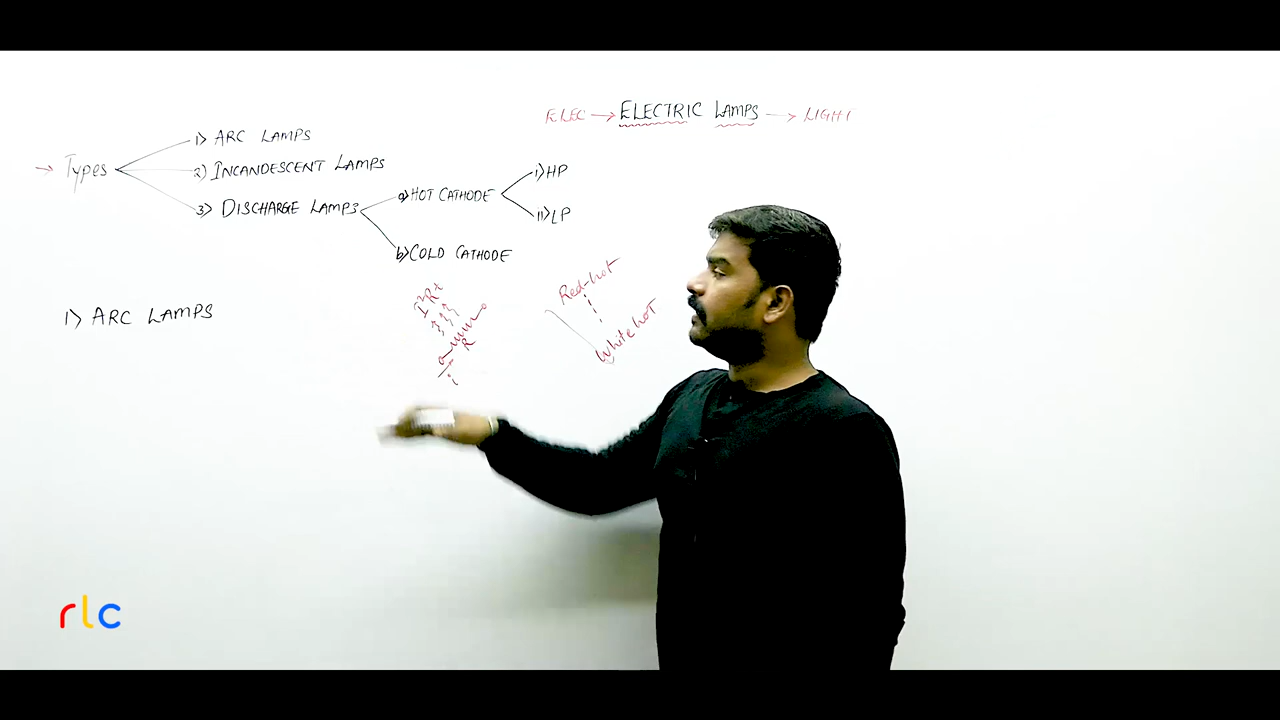 ELEC → ELECTRIC LAMPS → LIGHT
→ Types
1) ARC LAMPS
2) INCANDESCENT LAMPS
3) DISCHARGE LAMPS
a) HOT CATHODE
i) HP
ii) LP
b) COLD CATHODE
1) ARC LAMPS
I²Rt
R
i
Red-hot
White hot
rlc